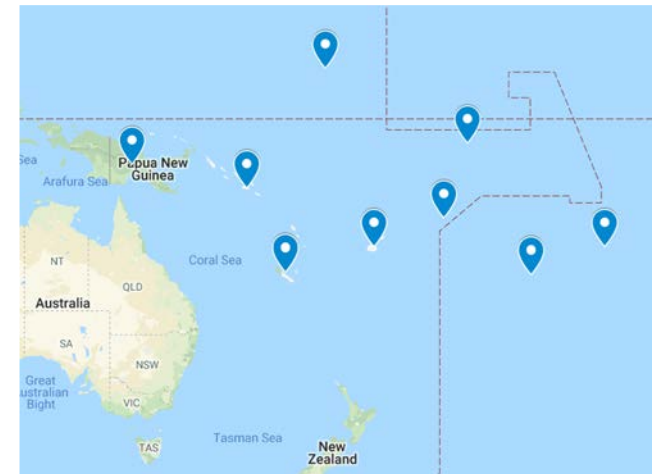 Sea
Papua New
Guinea
Arafura Sea
NT
Coral Sea
QLD
Australia
SA
NSW
Great
ustralian
Bight
VIC
Tasman Sea
TAS
New
Zealand